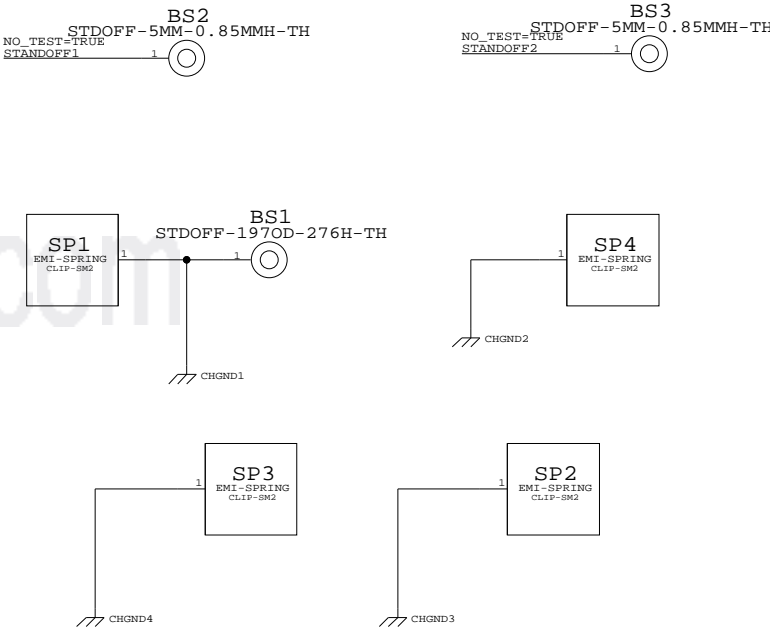 BS2
STDOFF-5MM-0.85MMH-TH
NO_TEST=TRUE
STANDOFF1
1
BS3
STDOFF-5MM-0.85MMH-TH
NO_TEST=TRUE
STANDOFF2
1
SP1
EMI-SPRING
CLIP-SM2
1
BS1
STDOFF-197OD-276H-TH
1
CHGND1
SP4
EMI-SPRING
CLIP-SM2
1
CHGND2
SP3
EMI-SPRING
CLIP-SM2
1
CHGND4
SP2
EMI-SPRING
CLIP-SM2
1
CHGND3
.com